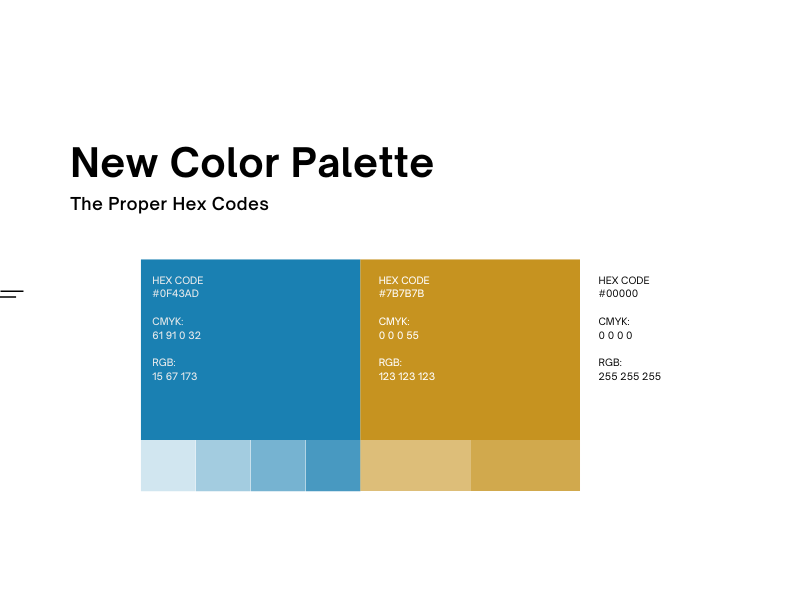 New Color Palette
The Proper Hex Codes
HEX CODE
#0F43AD
CMYK:
61 91 0 32
RGB:
15 67 173
HEX CODE
#7B7B7B
CMYK:
0 0 0 55
RGB:
123 123 123
HEX CODE
#00000
CMYK:
0 0 0 0
RGB:
255 255 255